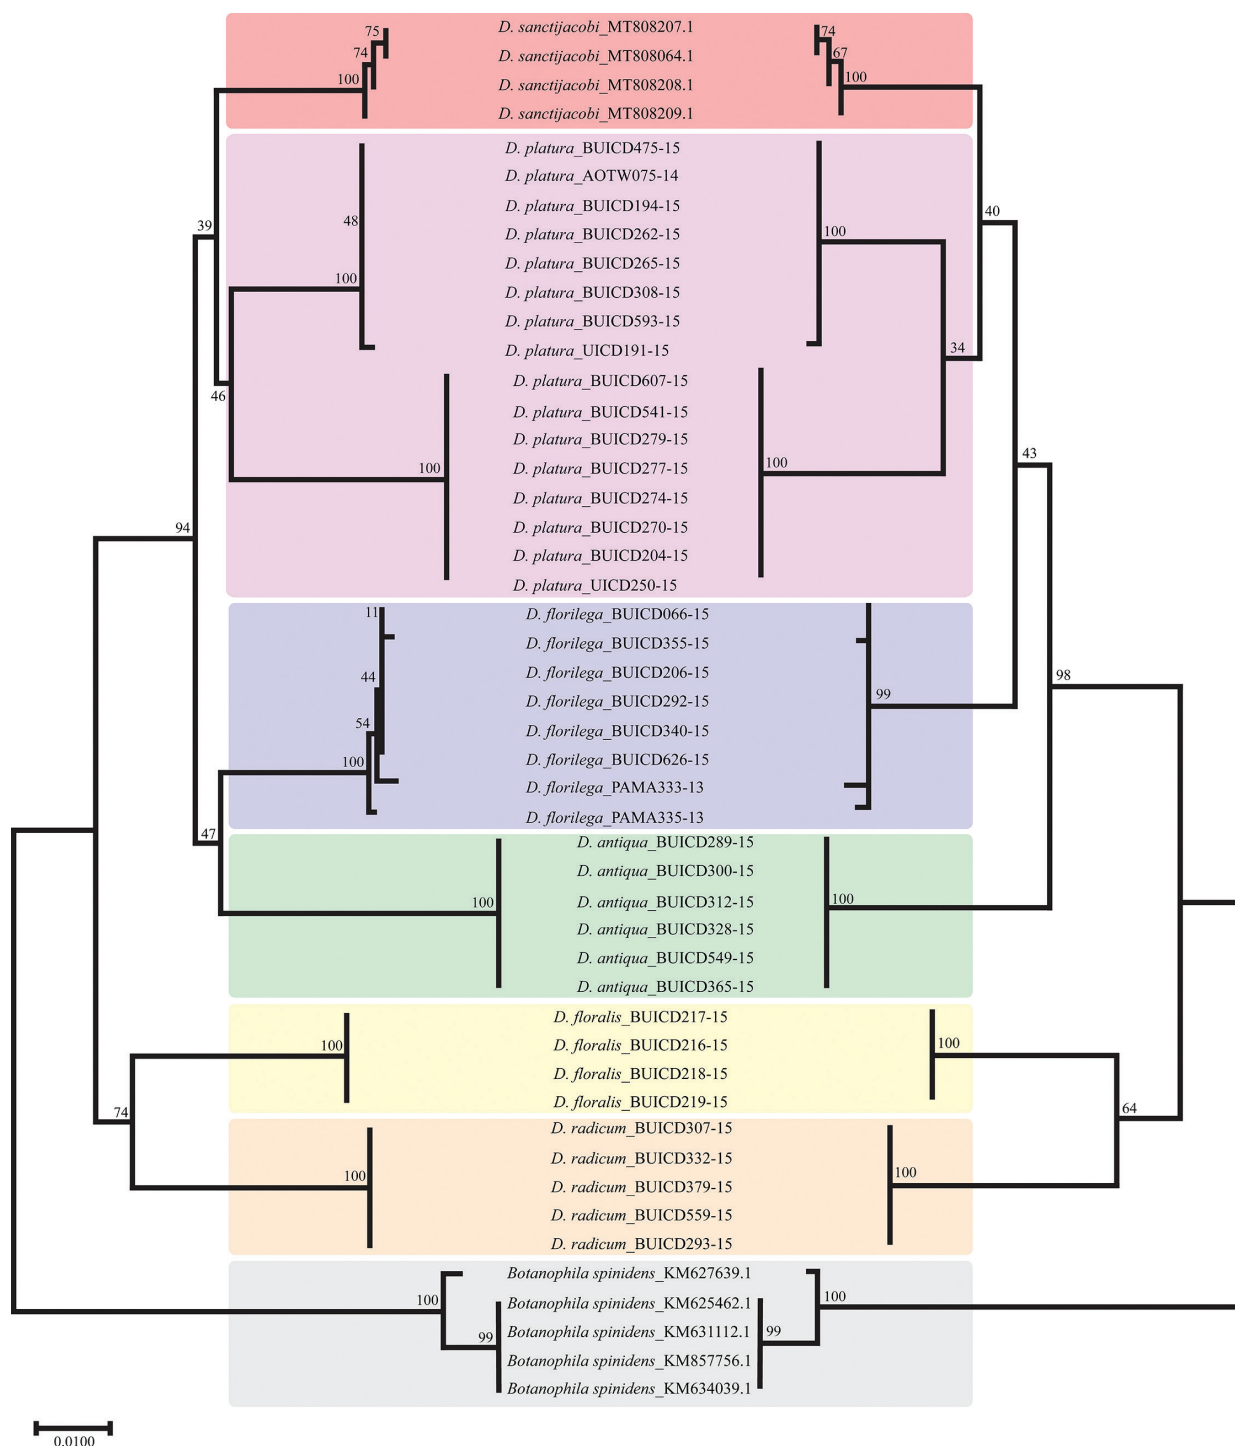 75
D. sanctijacobi_MT808207.1
74
74
D. sanctijacobi_MT808064.1
67
100
D. sanctijacobi_MT808208.1
100
D. sanctijacobi_MT808209.1
D. platura_BUICD475-15
D. platura_AOTW075-14
39
48
D. platura_BUICD194-15
40
D. platura_BUICD262-15
100
D. platura_BUICD265-15
100
D. platura_BUICD308-15
D. platura_BUICD593-15
D. platura_UICD191-15
34
46
D. platura_BUICD607-15
D. platura_BUICD541-15
D. platura_BUICD279-15
43
100
D. platura_BUICD277-15
100
D. platura_BUICD274-15
94
D. platura_BUICD270-15
D. platura_BUICD204-15
D. platura_UICD250-15
11
D. florilega_BUICD066-15
D. florilega_BUICD355-15
44
D. florilega_BUICD206-15
98
D. florilega_BUICD292-15
99
54
D. florilega_BUICD340-15
100
D. florilega_BUICD626-15
D. florilega_PAMA333-13
D. florilega_PAMA335-13
47
D. antiqua_BUICD289-15
D. antiqua_BUICD300-15
100
D. antiqua_BUICD312-15
100
D. antiqua_BUICD328-15
D. antiqua_BUICD549-15
D. antiqua_BUICD365-15
D. floralis_BUICD217-15
100
D. floralis_BUICD216-15
100
D. floralis_BUICD218-15
D. floralis_BUICD219-15
74
64
D. radicum_BUICD307-15
D. radicum_BUICD332-15
100
D. radicum_BUICD379-15
100
D. radicum_BUICD559-15
D. radicum_BUICD293-15
Botanophila spinidens_KM627639.1
100
Botanophila spinidens_KM625462.1
100
99
Botanophila spinidens_KM631112.1
99
Botanophila spinidens_KM857756.1
Botanophila spinidens_KM634039.1
0.0100